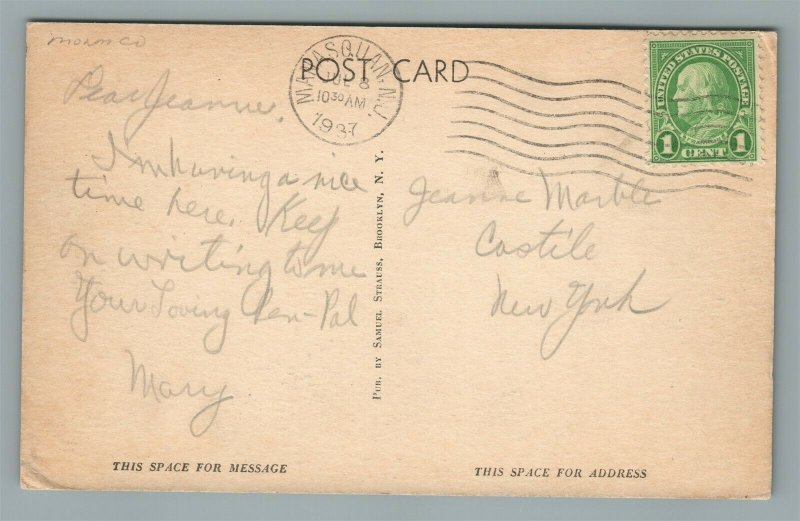 POST CARD
MANASQUAN, N.J.
8
10 30 AM
1937
UNITED STATES POSTAGE
1 CENT 1
Dear Jeanne,
I'm having a nice
time here. Keep
on writing to me
Your Loving Pen-Pal
Mary
PUB. BY SAMUEL STRAUSS, BROOKLYN, N. Y.
Jeanne Marble
Castile
New York
THIS SPACE FOR MESSAGE
THIS SPACE FOR ADDRESS